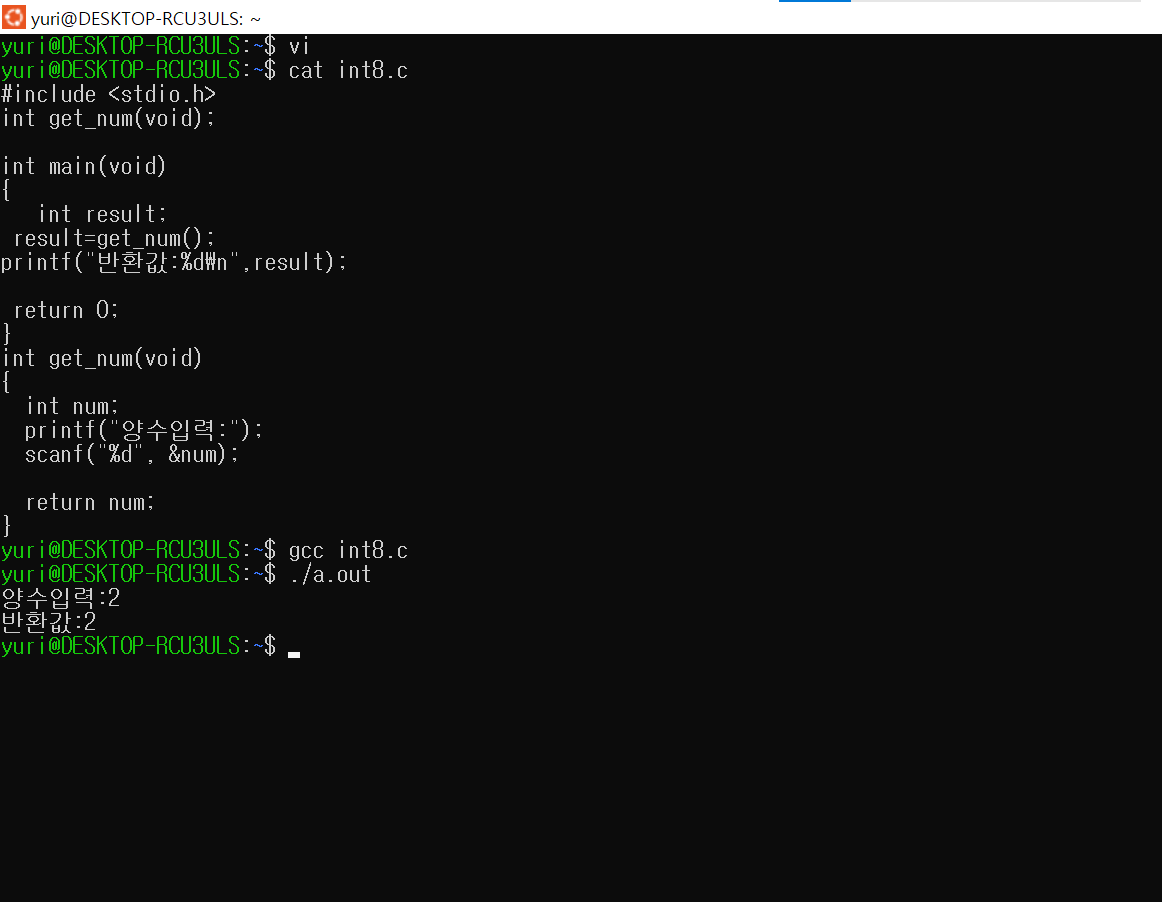 yuri@DESKTOP-RCU3ULS: ~
yuri@DESKTOP-RCU3ULS:~$ vi
yuri@DESKTOP-RCU3ULS:~$ cat int8.c
#include <stdio.h>
int get_num(void);
int main(void)
{
   int result;
 result=get_num();
printf("반환값:%d₩n",result);
 return 0;
}
int get_num(void)
{
  int num;
  printf("양수입력:");
  scanf("%d", &num);
  return num;
}
yuri@DESKTOP-RCU3ULS:~$ gcc int8.c
yuri@DESKTOP-RCU3ULS:~$ ./a.out
양수입력:2
반환값:2
yuri@DESKTOP-RCU3ULS:~$